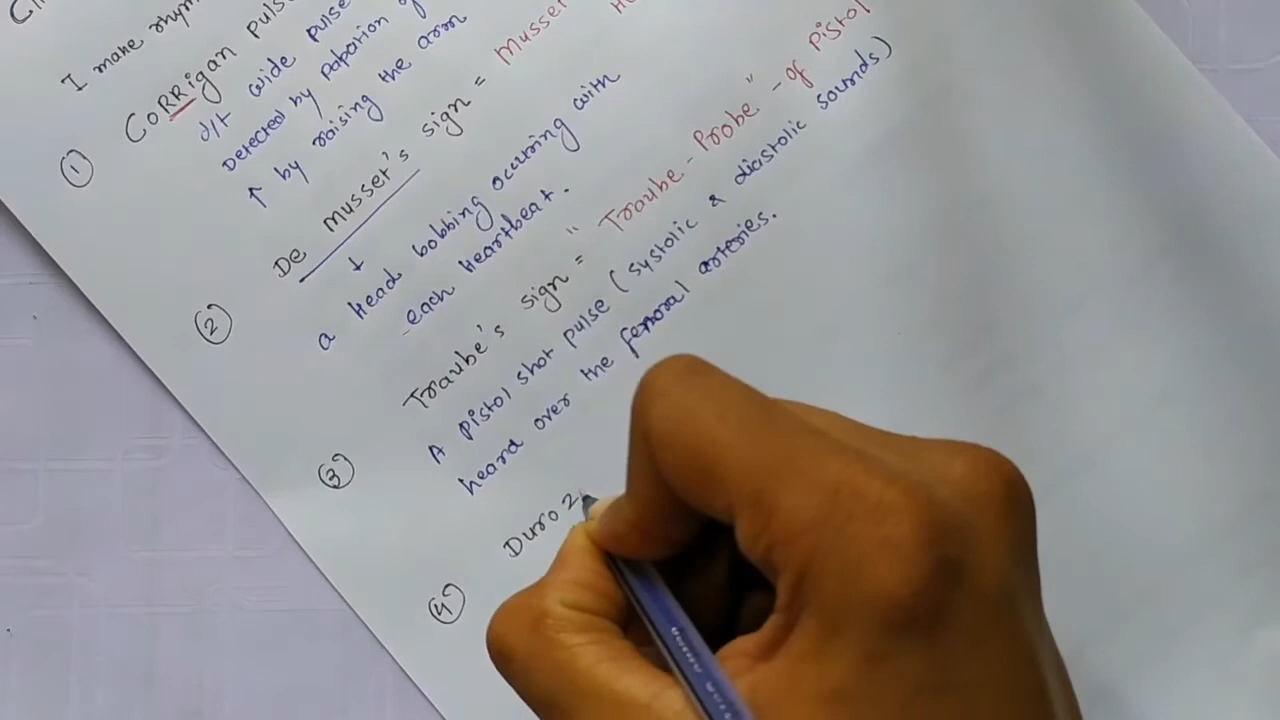 I make rhym
① CoRRigan pulse
d/t wide pulse
Detected by palpation of
↑ by raising the arm
② De Musset's sign = Musset
↓
a Head bobbing occuring with
each Heartbeat.
③ Traube's sign = "Traube - Probe" - of Pistol
A pistol shot pulse (systolic & diastolic sounds)
heard over the femoral arteries.
④ Duroz